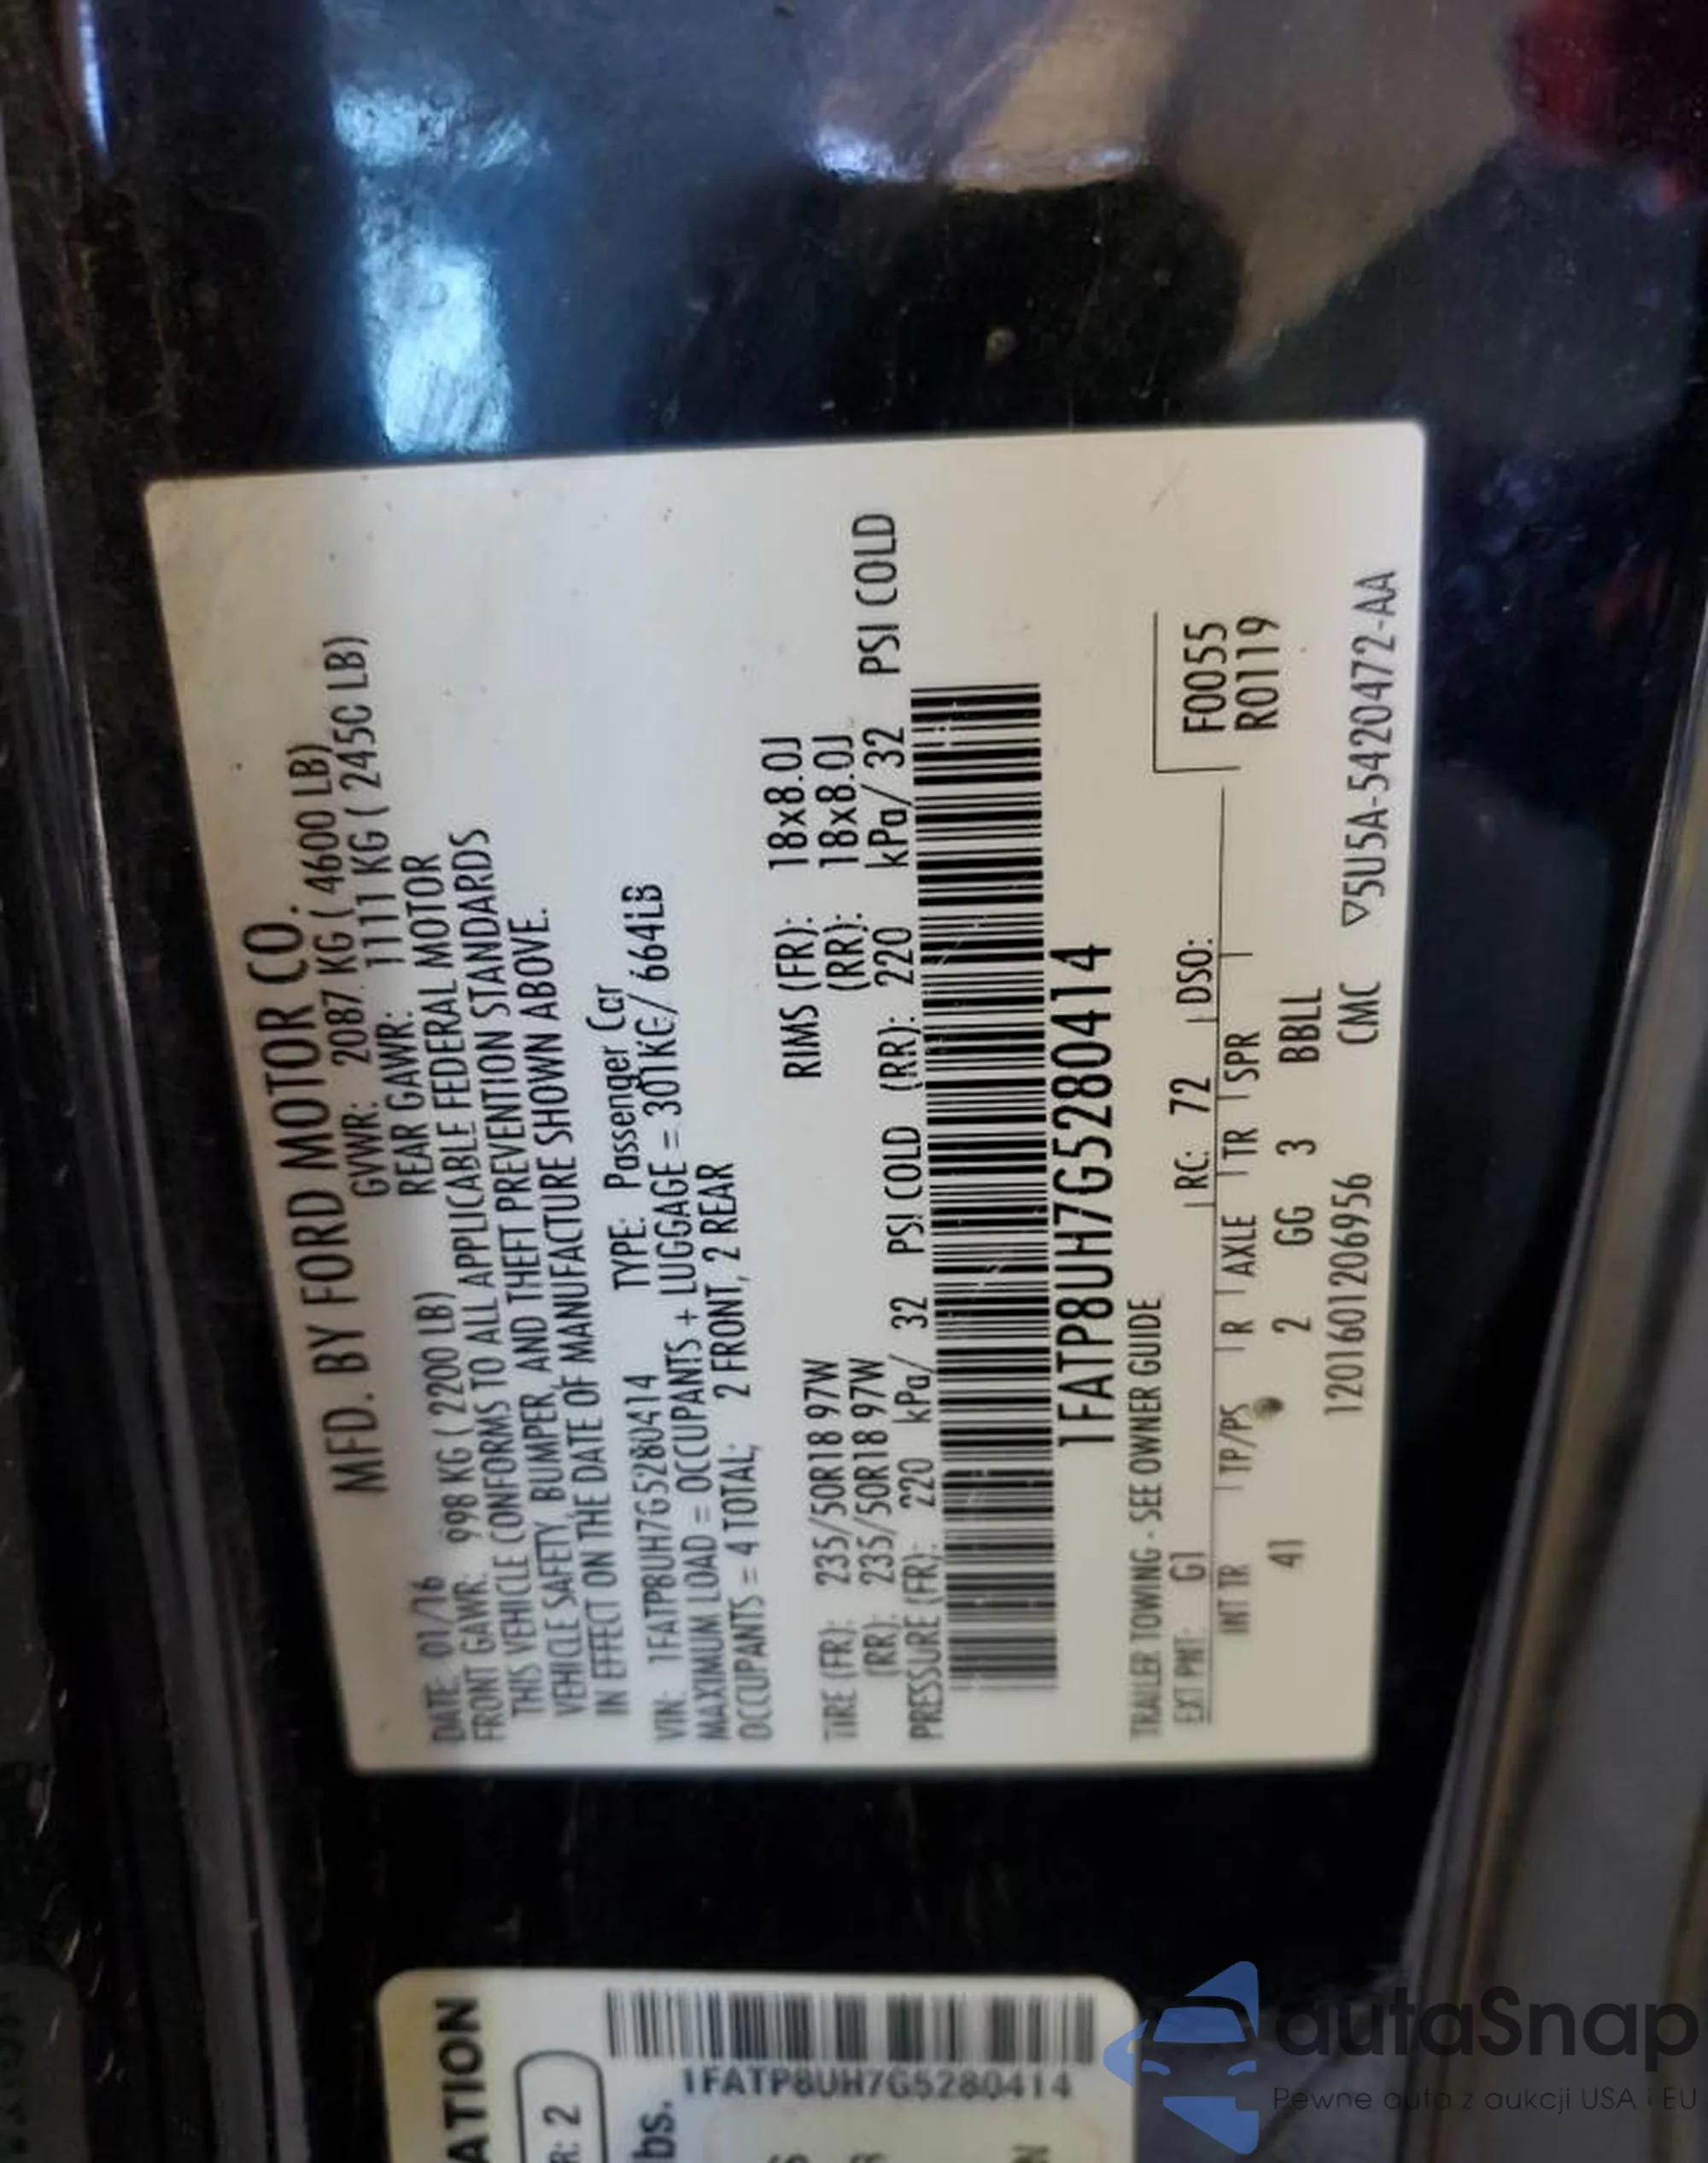 MFD. BY FORD MOTOR CO.
DATE: 01/16 GVWR: 2087 KG ( 4600 LB)
FRONT GAWR: 998 KG ( 2200 LB) REAR GAWR: 1111 KG ( 2450 LB)
THIS VEHICLE CONFORMS TO ALL APPLICABLE FEDERAL MOTOR
VEHICLE SAFETY, BUMPER, AND THEFT PREVENTION STANDARDS
IN EFFECT ON THE DATE OF MANUFACTURE SHOWN ABOVE.
VIN: 1FATP8UH7G5280414 TYPE: Passenger Car
MAXIMUM LOAD = OCCUPANTS + LUGGAGE = 301KG/ 664LB
OCCUPANTS = 4 TOTAL; 2 FRONT, 2 REAR
TIRE (FR): 235/50R18 97W RIMS (FR): 18x8.0J
(RR): 235/50R18 97W (RR): 18x8.0J
PRESSURE (FR): 220 kPa/ 32 PSI COLD (RR): 220 kPa/ 32 PSI COLD
1FATP8UH7G5280414
TRAILER TOWING - SEE OWNER GUIDE
EXT PNT: G1 RC: 72 DSO: F0055
R0119
INT TR TP/PS R AXLE TR SPR
41 2 GG 3 BBLL
1201601206956 CMC ▽5U5A-5420472-AA
ATION
R: 2
1FATP8UH7G5280414
bs.
autaSnap
Pewne auta z aukcji USA i EU